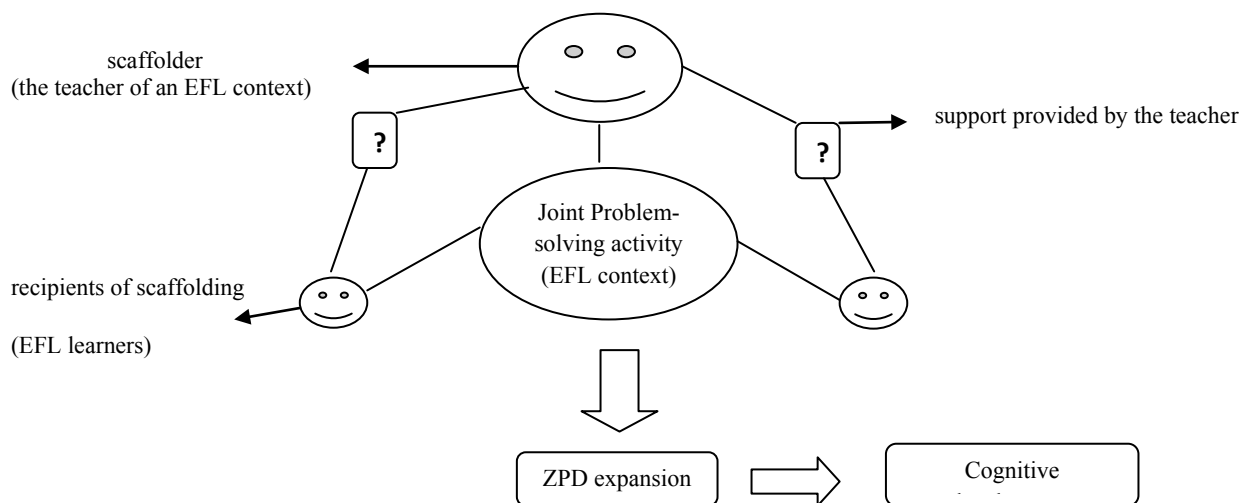 scaffolder
(the teacher of an EFL context)
?
?
support provided by the teacher
Joint Problem-
solving activity
(EFL context)
recipients of scaffolding
(EFL learners)
ZPD expansion
Cognitive